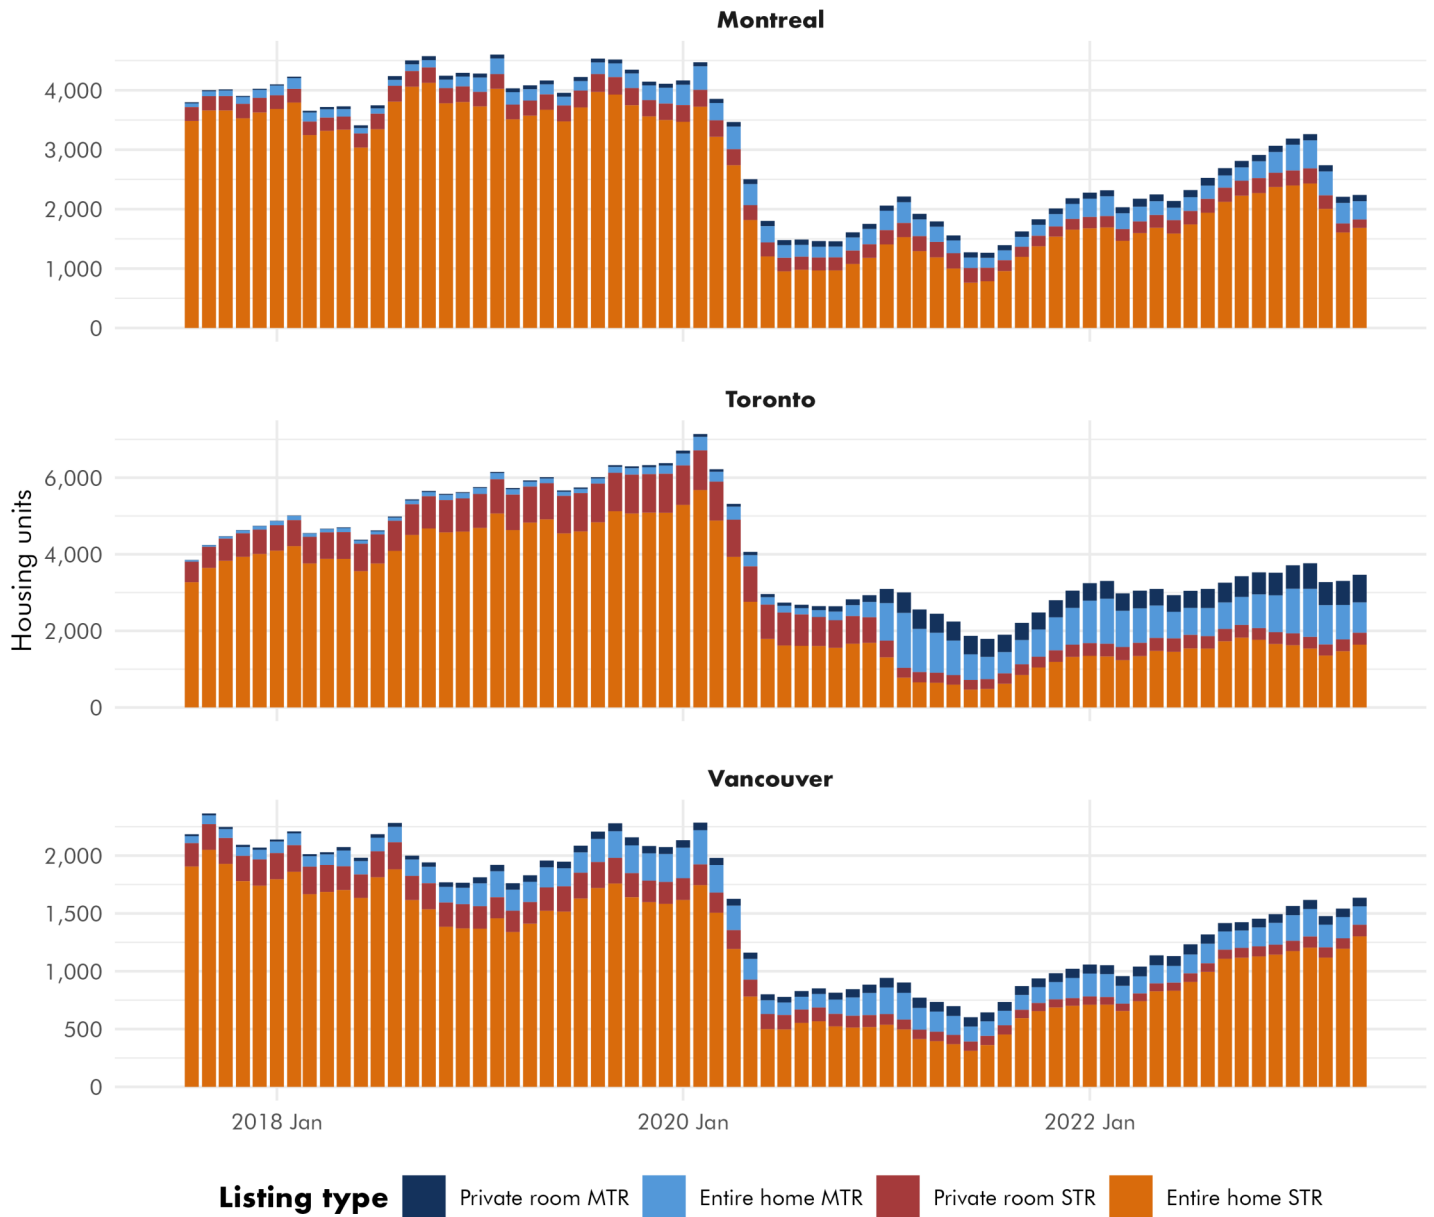 Montreal
4,000
3,000
2,000
1,000
0
Toronto
6,000
4,000
2,000
0
Housing units
Vancouver
2,000
1,500
1,000
500
0
2018 Jan 2020 Jan 2022 Jan
Listing type Private room MTR Entire home MTR Private room STR Entire home STR